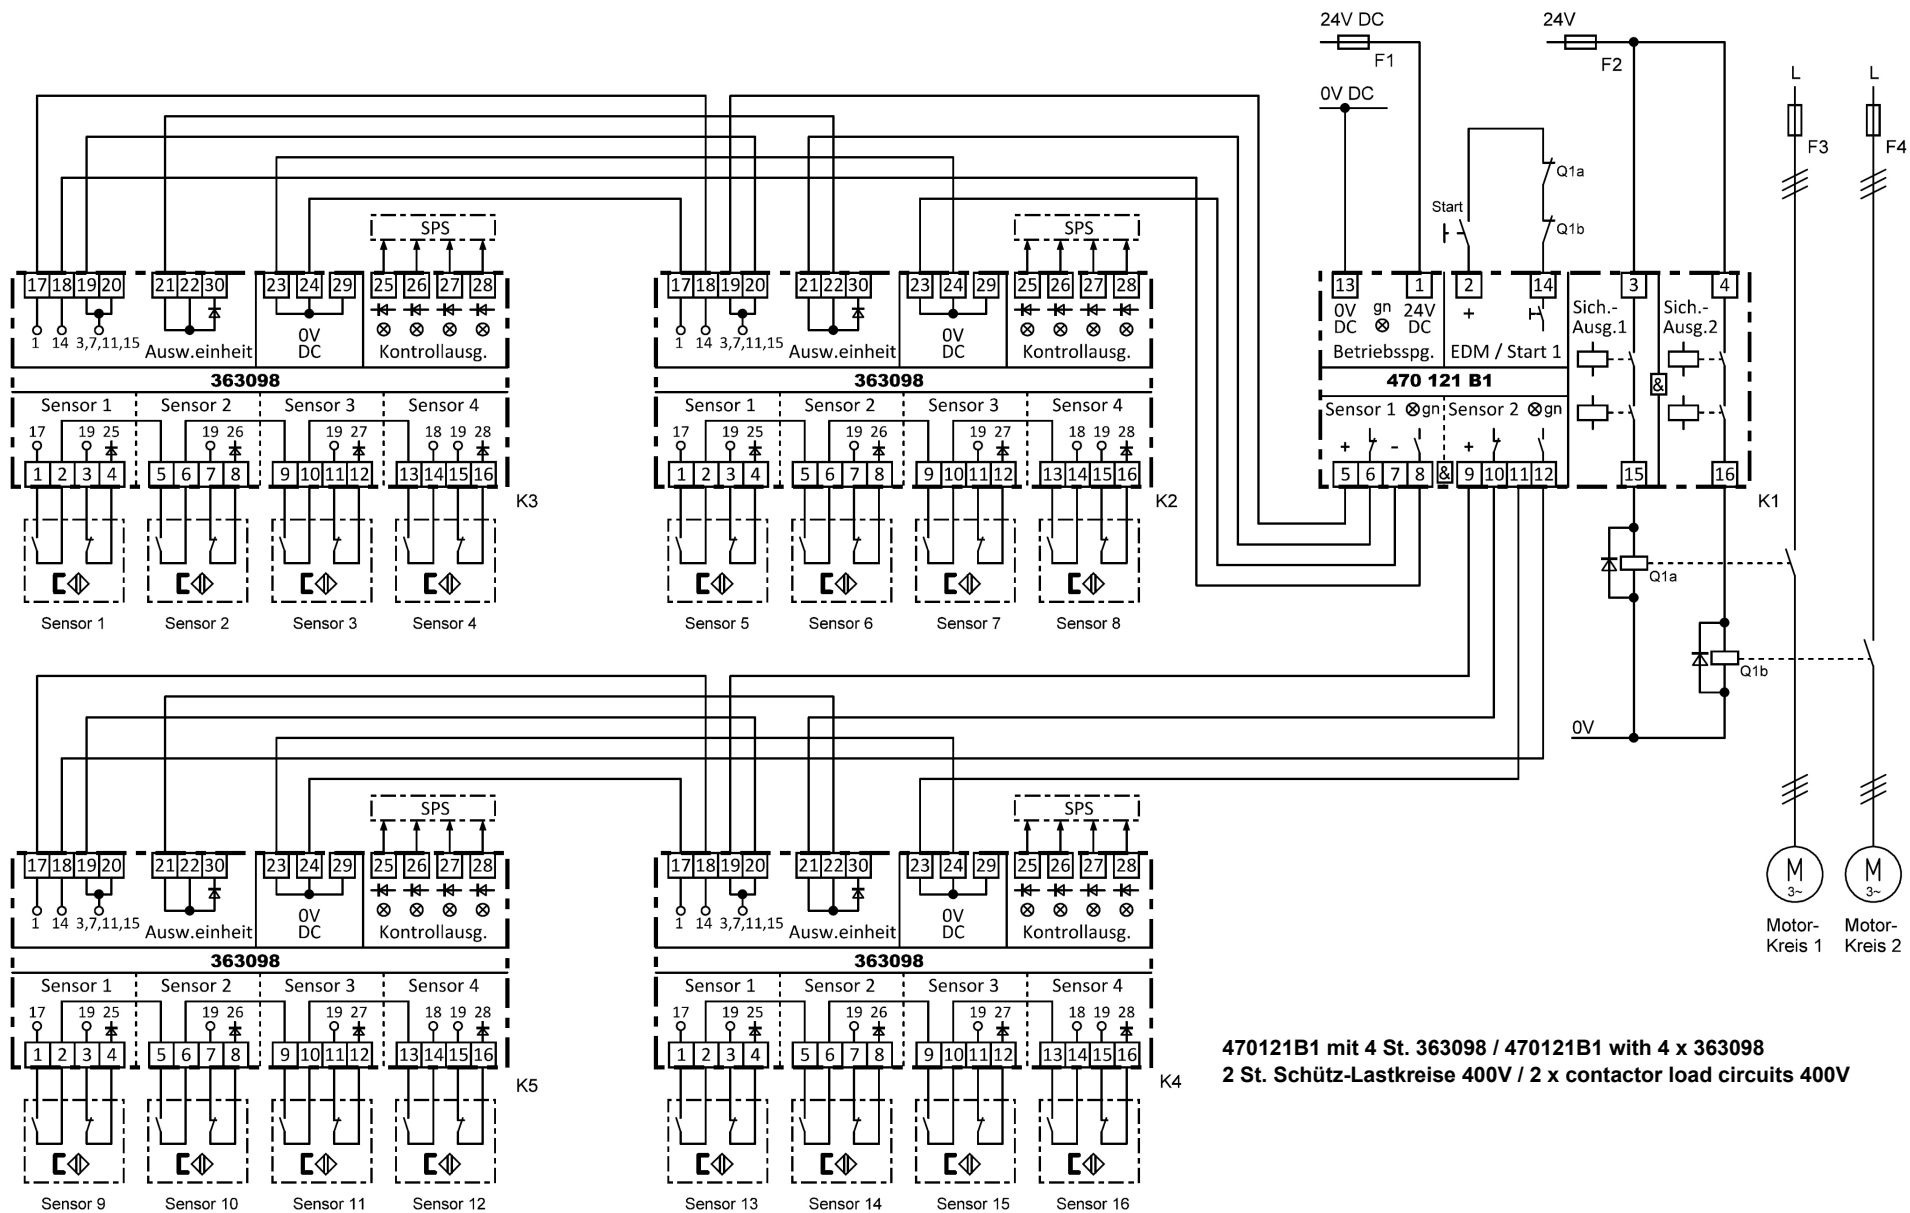 24V DC
F1
24V
F2
0V DC
L
L
F3
F4
Q1a
Start
Q1b
SPS
SPS
17 18 19 20 21 22 30 23 24 29 25 26 27 28
17 18 19 20 21 22 30 23 24 29 25 26 27 28
13 1 2 14 3 4
1 14 3,7,11,15 Ausw.einheit 0V DC Kontrollausg.
1 14 3,7,11,15 Ausw.einheit 0V DC Kontrollausg.
0V DC gn 24V DC + Sich.-Ausg.1 Sich.-Ausg.2
Betriebsspg. EDM / Start 1
363098
363098
470 121 B1
&
Sensor 1 Sensor 2 Sensor 3 Sensor 4
Sensor 1 Sensor 2 Sensor 3 Sensor 4
Sensor 1 gn Sensor 2 gn
17 19 25 19 26 19 27 18 19 28
17 19 25 19 26 19 27 18 19 28
+ - +
1 2 3 4 5 6 7 8 9 10 11 12 13 14 15 16
1 2 3 4 5 6 7 8 9 10 11 12 13 14 15 16
5 6 7 8 & 9 10 11 12 15 16
K3
K2
K1
Q1a
Sensor 1 Sensor 2 Sensor 3 Sensor 4
Sensor 5 Sensor 6 Sensor 7 Sensor 8
Q1b
0V
SPS
SPS
17 18 19 20 21 22 30 23 24 29 25 26 27 28
17 18 19 20 21 22 30 23 24 29 25 26 27 28
M 3~
M 3~
1 14 3,7,11,15 Ausw.einheit 0V DC Kontrollausg.
1 14 3,7,11,15 Ausw.einheit 0V DC Kontrollausg.
Motor-
Kreis 1
Motor-
Kreis 2
363098
363098
Sensor 1 Sensor 2 Sensor 3 Sensor 4
Sensor 1 Sensor 2 Sensor 3 Sensor 4
17 19 25 19 26 19 27 18 19 28
17 19 25 19 26 19 27 18 19 28
1 2 3 4 5 6 7 8 9 10 11 12 13 14 15 16
1 2 3 4 5 6 7 8 9 10 11 12 13 14 15 16
K5
K4
470121B1 mit 4 St. 363098 / 470121B1 with 4 x 363098
2 St. Schütz-Lastkreise 400V / 2 x contactor load circuits 400V
Sensor 9 Sensor 10 Sensor 11 Sensor 12
Sensor 13 Sensor 14 Sensor 15 Sensor 16